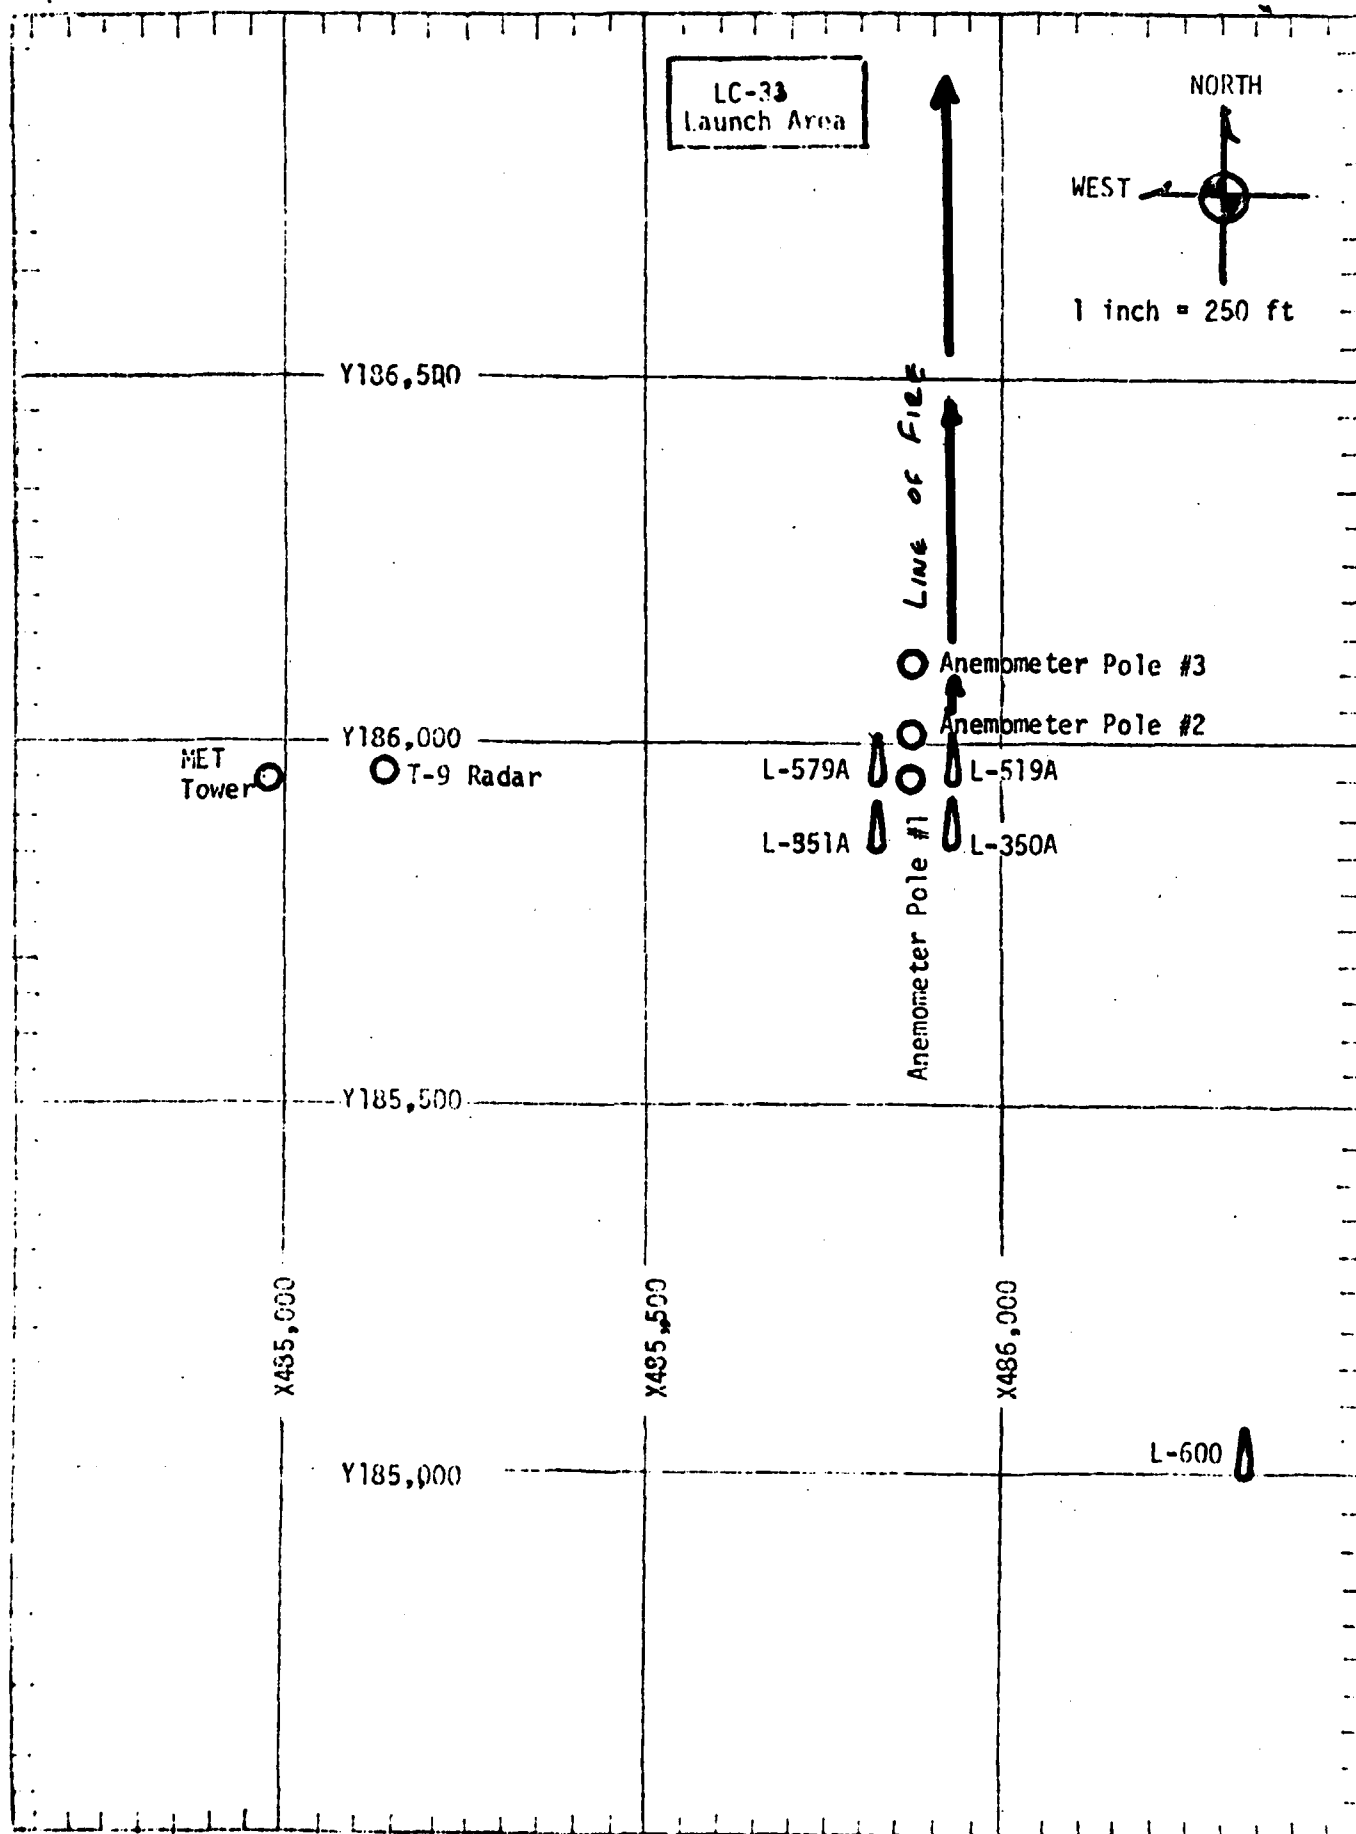 LC-33
Launch Area
NORTH
WEST
1 inch = 250 ft
Y186,500
LINE OF FIRE
Anemometer Pole #3
Anemometer Pole #2
Y186,000
MET
Tower
T-9 Radar
L-579A
L-519A
L-351A
L-350A
Anemometer Pole #1
Y185,500
X485,000
X485,500
X486,000
L-600
Y185,000